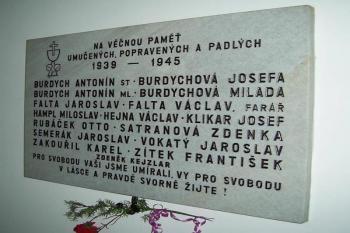 NA VĚČNOU PAMĚŤ
UMUČENÝCH, POPRAVENÝCH A PADLÝCH
1939 — 1945
BURDYCH ANTONÍN ST. BURDYCHOVÁ JOSEFA
BURDYCH ANTONÍN ML. BURDYCHOVÁ MILADA
FALTA JAROSLAV · FALTA VÁCLAV, FARÁŘ
HAMPL MILOSLAV · HEJNA VÁCLAV · KLIKAR JOSEF
RUBÁČEK OTTO · SATRANOVÁ ZDENKA
SEMERÁK JAROSLAV · VOKATÝ JAROSLAV
ZAKOUŘIL KAREL · ZÍTEK FRANTIŠEK
ZDENĚK KEJZLAR
PRO SVOBODU VAŠI JSME UMÍRALI, VY PRO SVOBODU
V LÁSCE A PRAVDĚ SVORNĚ ŽIJTE!